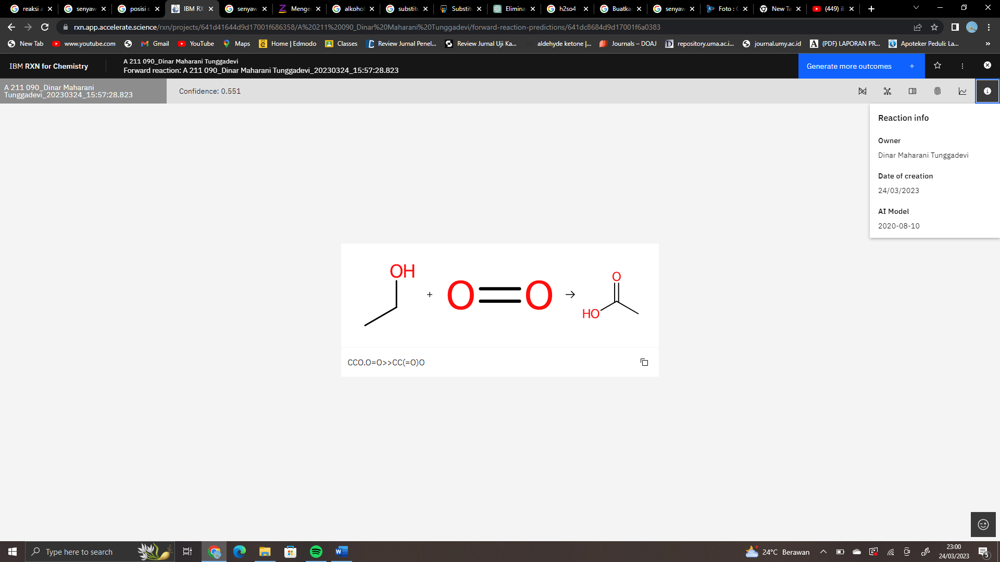 reaksi a
senyaw
posisi c
IBM RX
senyaw
Menge
alkohol
substitu
Substitu
Elimina
h2so4
Buatka
senyaw
Foto : C
New Ta
(449) ib
rxn.app.accelerate.science/rxn/projects/641d41644d9d17001f686358/A%20211%20090_Dinar%20Maharani%20Tunggadevi/forward-reaction-predictions/641dc8684d9d17001f6a0383
New Tab
www.youtube.com
Gmail
YouTube
Maps
Home | Edmodo
Classes
Review Jurnal Penel...
Review Jurnal Uji Ka...
aldehyde ketone |...
Journals – DOAJ
repository.uma.ac.i...
journal.umy.ac.id
(PDF) LAPORAN PR...
Apoteker Peduli: La...
»
IBM RXN for Chemistry
A 211 090_Dinar Maharani Tunggadevi
Forward reaction: A 211 090_Dinar Maharani Tunggadevi_20230324_15:57:28.823
Generate more outcomes +
A 211 090_Dinar Maharani
Tunggadevi_20230324_15:57:28.823
Confidence: 0.551
Reaction info
Owner
Dinar Maharani Tunggadevi
Date of creation
24/03/2023
AI Model
2020-08-10
OH
+
O=O
→
O
HO
CCO.O=O>>CC(=O)O
Type here to search
24°C Berawan
23:00
24/03/2023
5